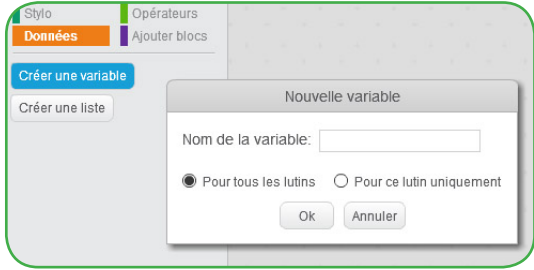 Stylo Opérateurs
Données Ajouter blocs
Créer une variable
Créer une liste
Nouvelle variable
Nom de la variable:
Pour tous les lutins Pour ce lutin uniquement
Ok Annuler